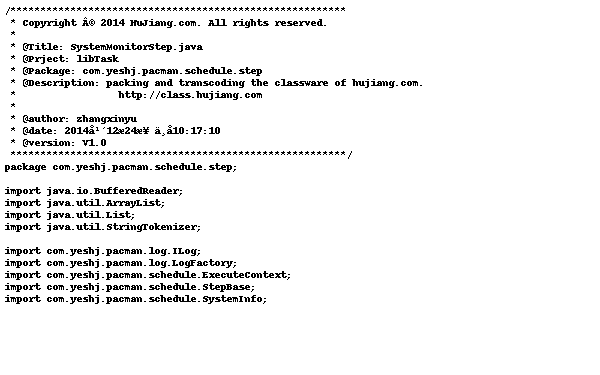 /********************************************************
 * Copyright Â© 2014 HuJiang.com. All rights reserved.
 *
 * @Title: SystemMonitorStep.java
 * @Prject: libTask
 * @Package: com.yeshj.pacman.schedule.step
 * @Description: packing and transcoding the classware of hujiang.com.
 *                 http://class.hujiang.com
 *
 * @author: zhangxinyu
 * @date: 2014å¹´12æ24æ¥ ä¸å10:17:10
 * @version: V1.0
 ********************************************************/
package com.yeshj.pacman.schedule.step;

import java.io.BufferedReader;
import java.util.ArrayList;
import java.util.List;
import java.util.StringTokenizer;

import com.yeshj.pacman.log.ILog;
import com.yeshj.pacman.log.LogFactory;
import com.yeshj.pacman.schedule.ExecuteContext;
import com.yeshj.pacman.schedule.StepBase;
import com.yeshj.pacman.schedule.SystemInfo;